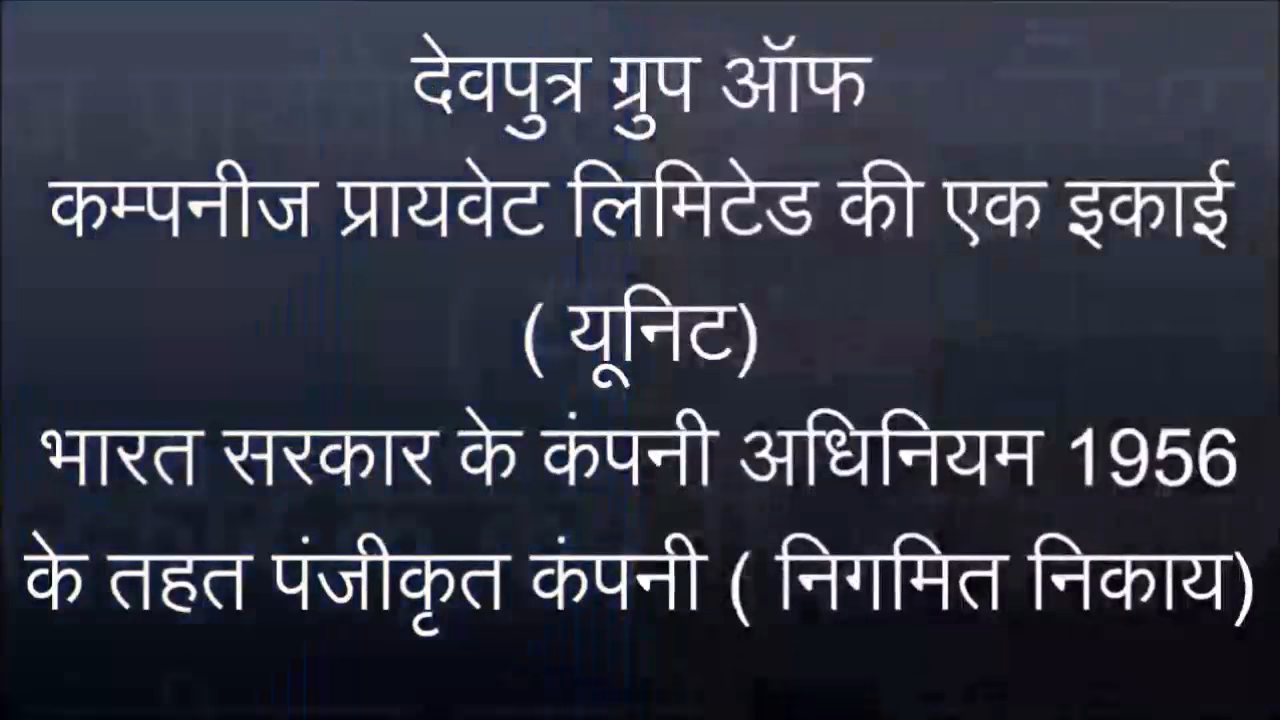 देवपुत्र ग्रुप ऑफ
कम्पनीज प्रायवेट लिमिटेड की एक इकाई
( यूनिट)
भारत सरकार के कंपनी अधिनियम 1956
के तहत पंजीकृत कंपनी ( निगमित निकाय)